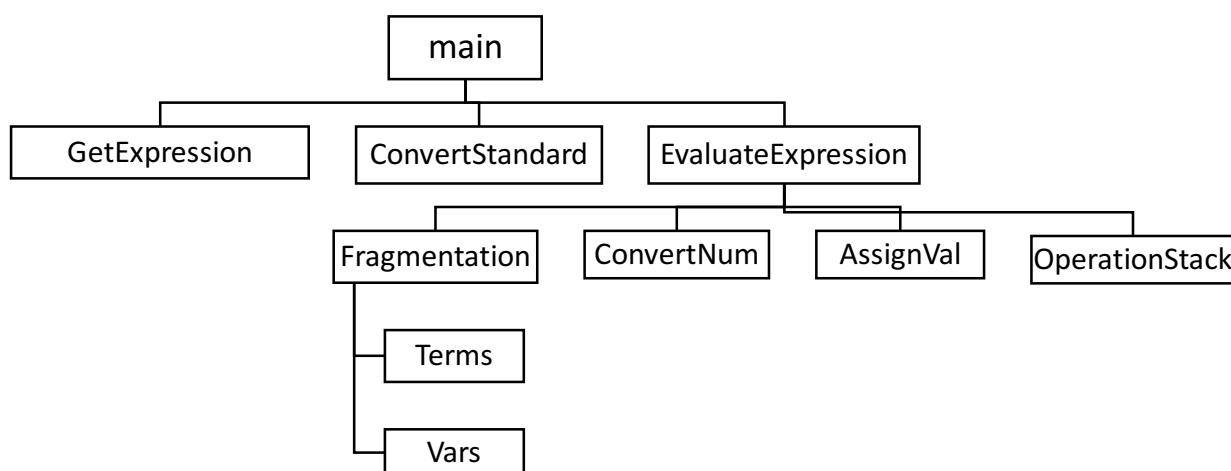 main
GetExpression
ConvertStandard
EvaluateExpression
Fragmentation
ConvertNum
AssignVal
OperationStack
Terms
Vars